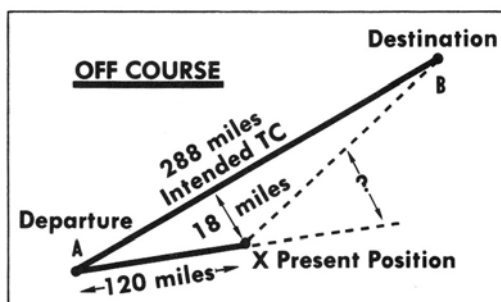 OFF COURSE
Destination
B
288 miles
Intended TC
18 miles
?
Departure
A
X Present Position
120 miles